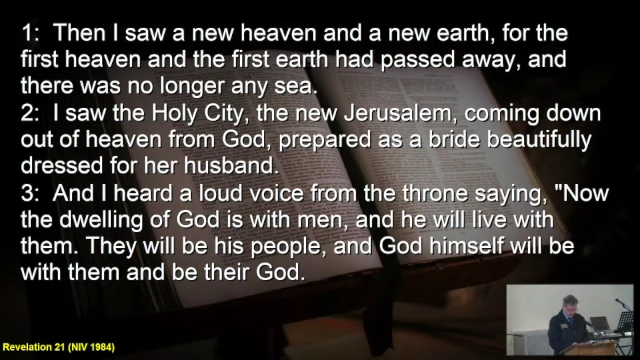 1:  Then I saw a new heaven and a new earth, for the
first heaven and the first earth had passed away, and
there was no longer any sea.
2:  I saw the Holy City, the new Jerusalem, coming down
out of heaven from God, prepared as a bride beautifully
dressed for her husband.
3:  And I heard a loud voice from the throne saying, "Now
the dwelling of God is with men, and he will live with
them. They will be his people, and God himself will be
with them and be their God.
Revelation 21 (NIV 1984)